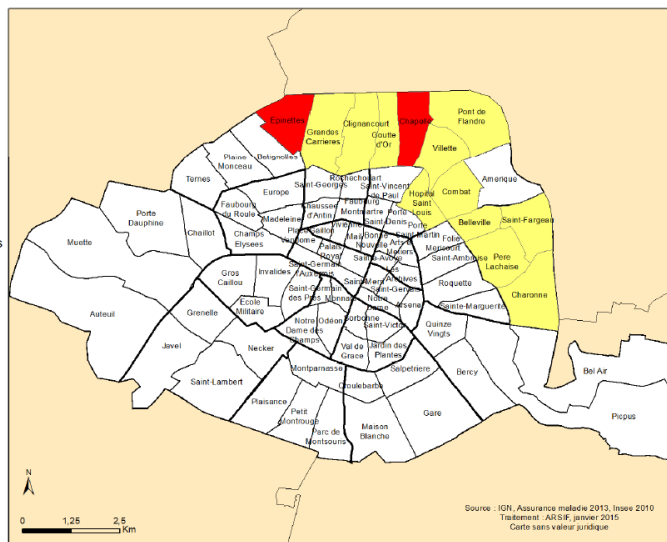 s
Epinettes
Grandes
Carrieres
Clignancourt
Goutte
d'Or
Chapelle
Pont de
Flandre
Villette
Plaine
Monceau
Batignolles
Ternes
Amerique
Combat
Hopital
Saint
Louis
Rochechouart
Saint-Georges
Saint-Vincent
de Paul
Europe
Faubourg
du Roule
Chaussee
d'Antin
Faubourg
Montmartre
Porte
Saint-Denis
Porte
Saint-Martin
Belleville
Saint-Fargeau
Porte
Dauphine
Chaillot
Champs
Elysees
Madeleine
Place
Vendome
Gaillon
Vivienne
Mail
Bonne
Nouvelle
Arts et
Metiers
Folie
Mericourt
Saint-Ambroise
Pere
Lachaise
Muette
Palais
Royal
Saint-Germain
Auxerrois
Sainte-Avoie
Les
Archives
Roquette
Charonne
Gros
Caillou
Invalides
Saint-Germain
des Pres
Monnaie
Saint-Merri
Saint-Gervais
Notre
Dame
Arsenal
Sainte-Marguerite
Auteuil
Grenelle
Ecole
Militaire
Notre
Dame des
Champs
Odéon
Sorbonne
Saint-Victor
Quinze
Vingts
Javel
Necker
Val de
Grace
Jardin des
Plantes
Bercy
Bel Air
Saint-Lambert
Montparnasse
Croulebarbe
Salpetriere
Picpus
Plaisance
Petit
Montrouge
Parc de
Montsouris
Maison
Blanche
Gare
N
0 1,25 2,5
Km
Source : IGN, Assurance maladie 2013, Insee 2010
Traitement : ARSIF, janvier 2015
Carte sans valeur juridique